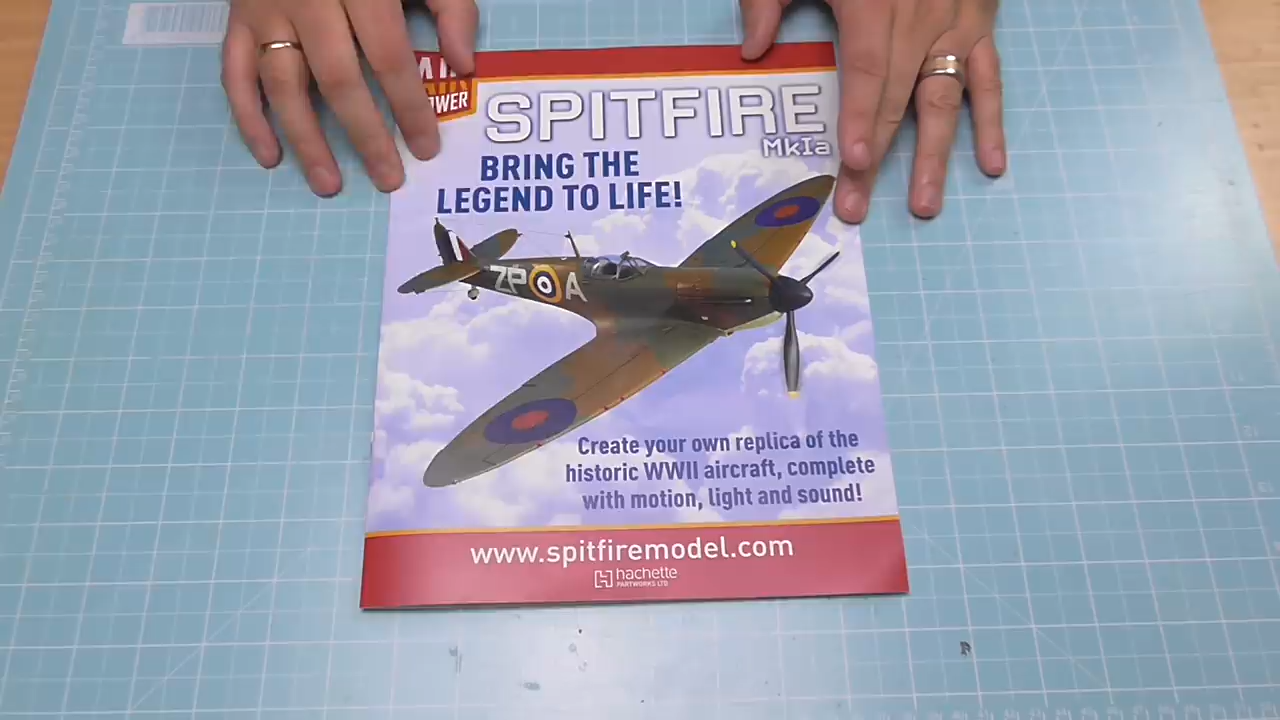 SPITFIRE
MkIa
BRING THE
LEGEND TO LIFE!
ZP A
Create your own replica of the
historic WWII aircraft, complete
with motion, light and sound!
www.spitfiremodel.com
hachette
PARTWORKS LTD